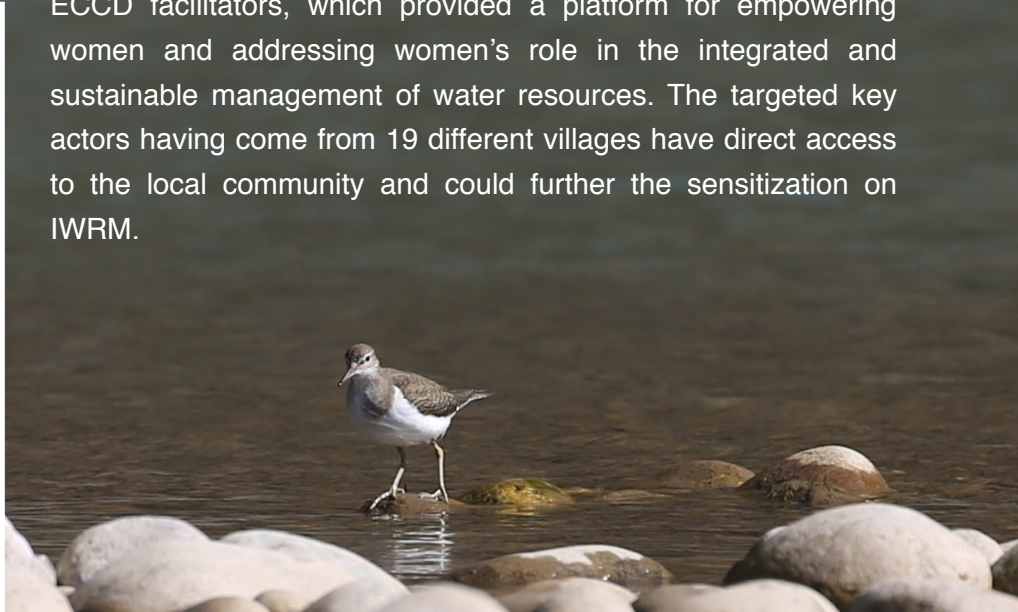 ECCD facilitators, which provided a platform for empowering
women and addressing women’s role in the integrated and
sustainable management of water resources. The targeted key
actors having come from 19 different villages have direct access
to the local community and could further the sensitization on
IWRM.